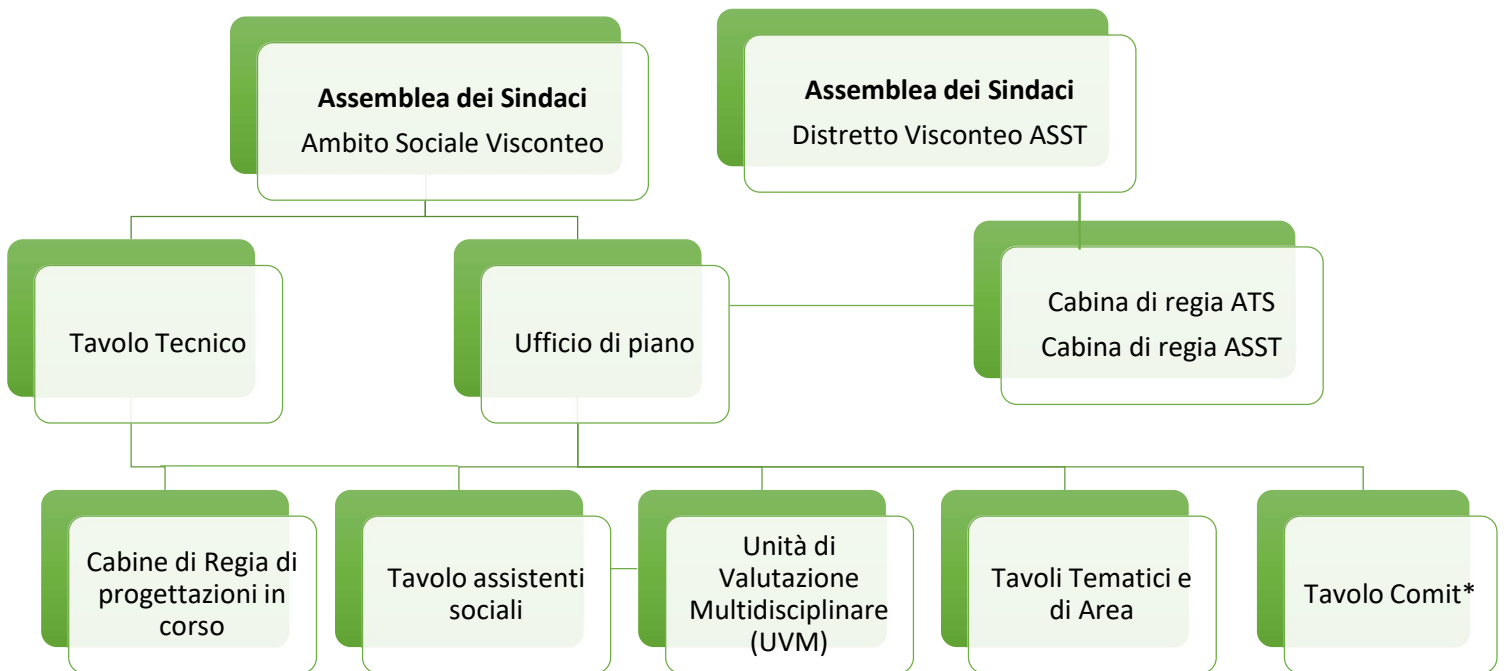 Assemblea dei Sindaci
Ambito Sociale Visconteo
Assemblea dei Sindaci
Distretto Visconteo ASST
Tavolo Tecnico
Ufficio di piano
Cabina di regia ATS
Cabina di regia ASST
Cabine di Regia di
progettazioni in
corso
Tavolo assistenti
sociali
Unità di
Valutazione
Multidisciplinare
(UVM)
Tavoli Tematici e
di Area
Tavolo Comit*